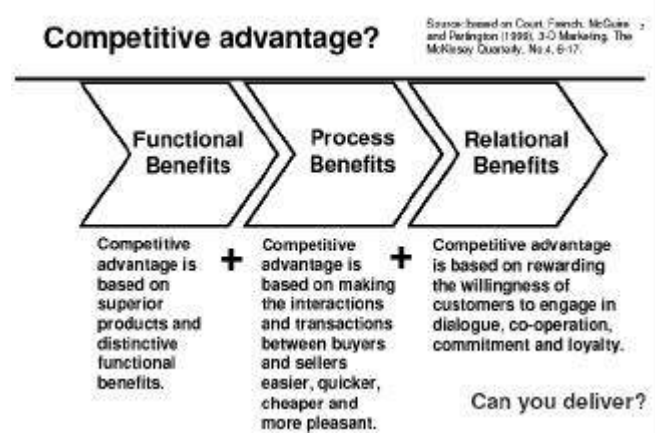 Competitive advantage?
Source: based on Court, French, McGuire
and Partington (1999), 3-D Marketing, The
McKinsey Quarterly, No.4, 6-17.
Functional
Benefits
Process
Benefits
Relational
Benefits
Competitive
advantage is
based on
superior
products and
distinctive
functional
benefits.
+
Competitive
advantage is
based on making
the interactions
and transactions
between buyers
and sellers
easier, quicker,
cheaper and
more pleasant.
+
Competitive advantage
is based on rewarding
the willingness of
customers to engage in
dialogue, co-operation,
commitment and loyalty.
Can you deliver?